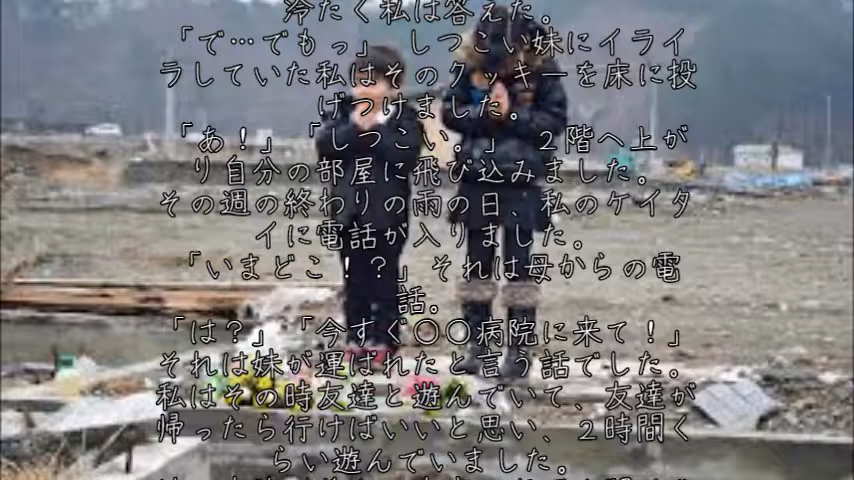 冷たく私は答えた。
「で…でもっ」 しつこい妹にイライ
ラしていた私はそのクッキーを床に投
げつけました。
「あ!」「しつこい。」 2階へ上が
り自分の部屋に飛び込みました。
その週の終わりの雨の日、私のケイタ
イに電話が入りました。
「いまどこ!?」それは母からの電
話。
「は?」「今すぐ○○病院に来て!」
それは妹が運ばれたと言う話でした。
私はその時友達と遊んでいて、友達が
帰ったら行けばいいと思い、2時間く
らい遊んでいました。